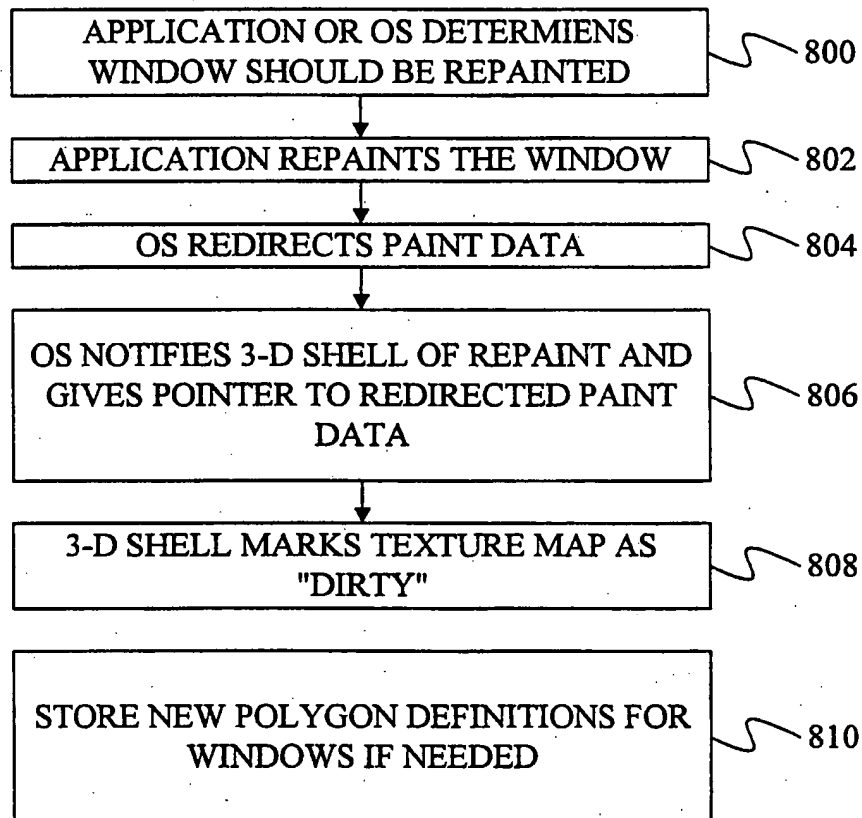 APPLICATION OR OS DETERMIENS
WINDOW SHOULD BE REPAINTED
800
APPLICATION REPAINTS THE WINDOW
802
OS REDIRECTS PAINT DATA
804
OS NOTIFIES 3-D SHELL OF REPAINT AND
GIVES POINTER TO REDIRECTED PAINT
DATA
806
3-D SHELL MARKS TEXTURE MAP AS
"DIRTY"
808
STORE NEW POLYGON DEFINITIONS FOR
WINDOWS IF NEEDED
810